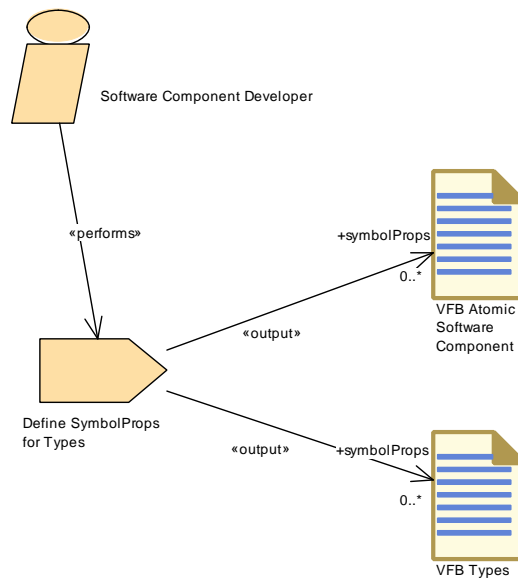 Software Component Developer
«performs»
+symbolProps
0..*
VFB Atomic
Software
Component
«output»
Define SymbolProps
for Types
«output»
+symbolProps
0..*
VFB Types